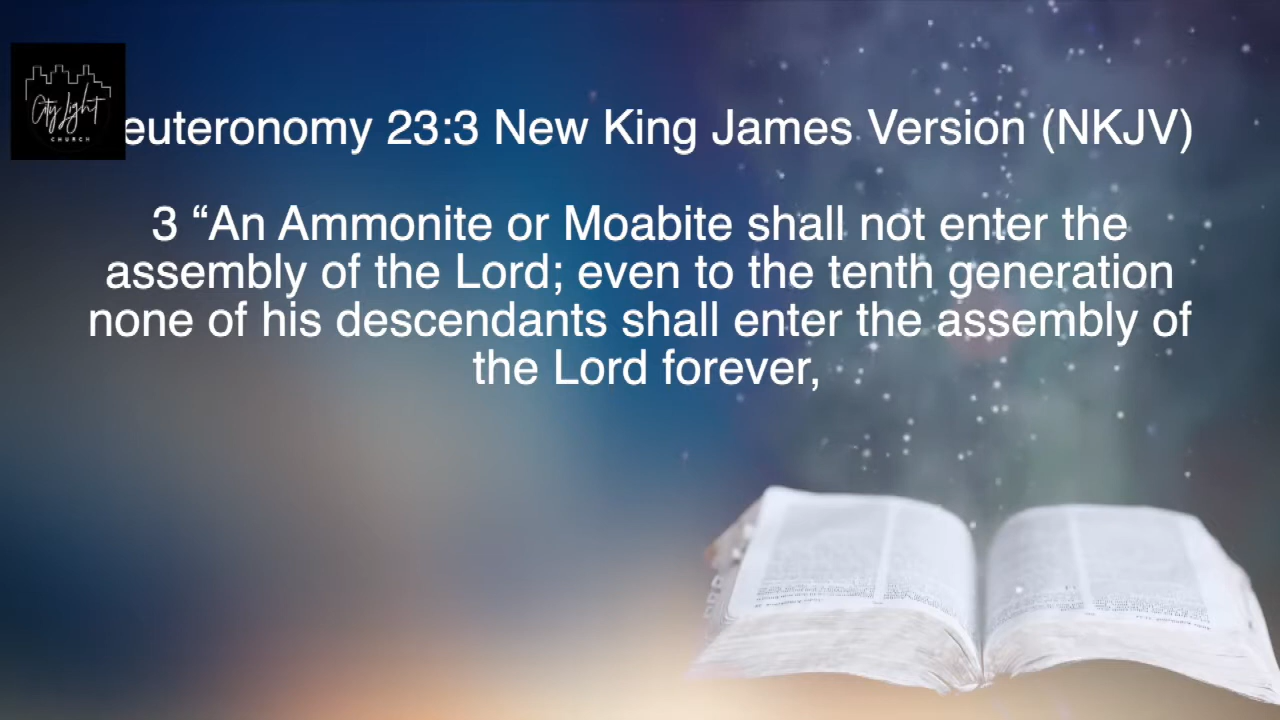 City Light
CHURCH
euteronomy 23:3 New King James Version (NKJV)
3 “An Ammonite or Moabite shall not enter the
assembly of the Lord; even to the tenth generation
none of his descendants shall enter the assembly of
the Lord forever,